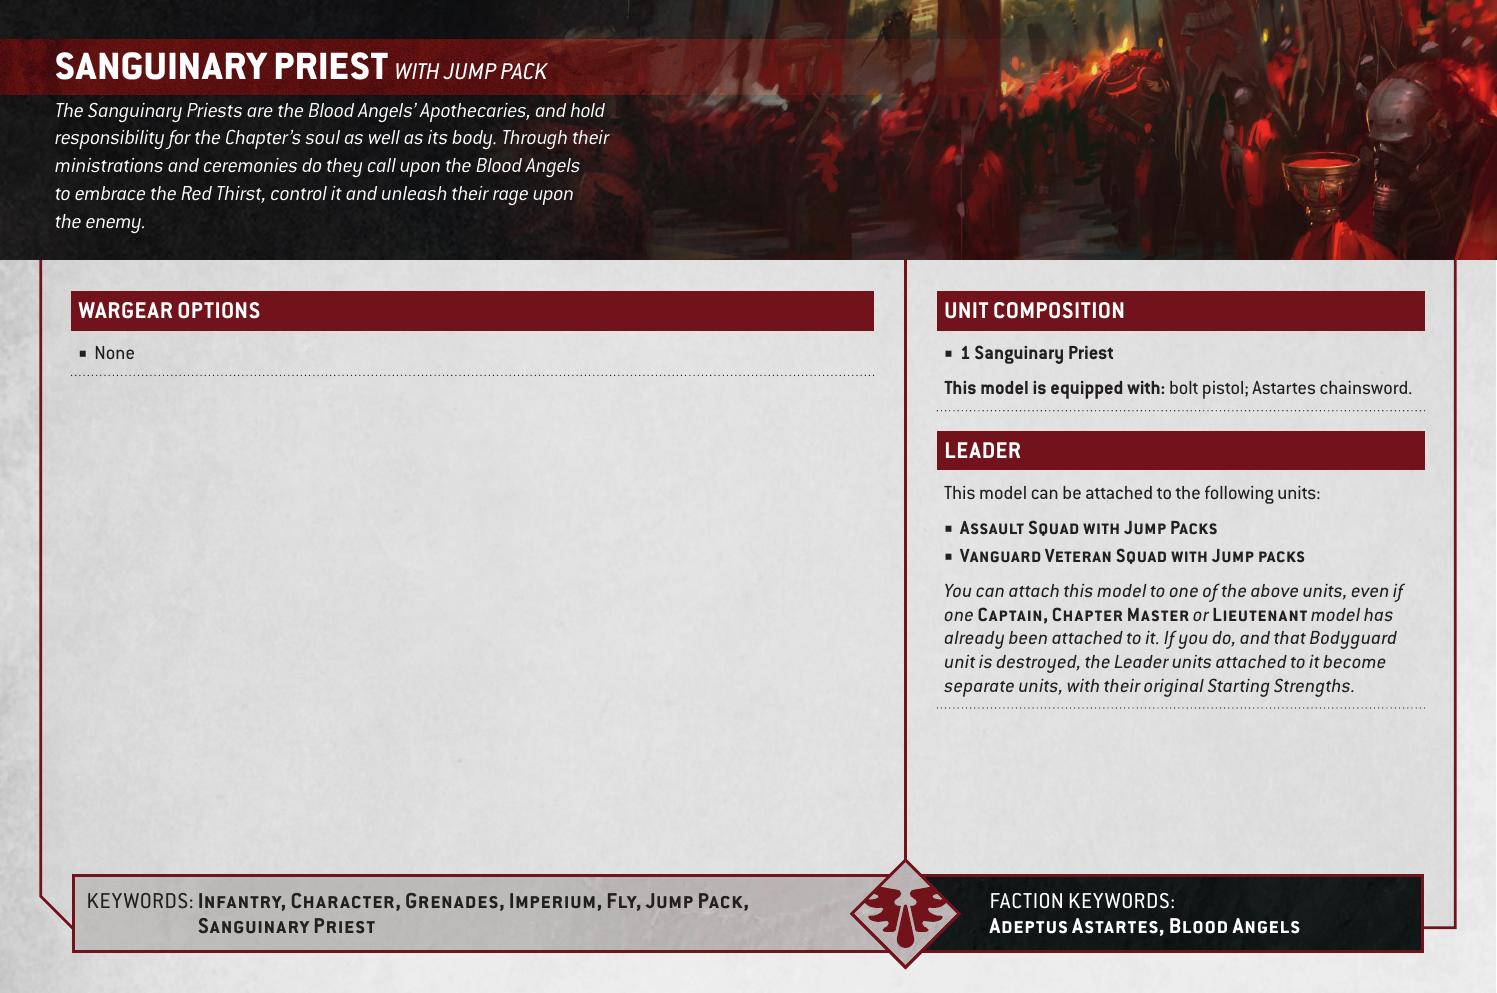 SANGUINARY PRIEST WITH JUMP PACK
The Sanguinary Priests are the Blood Angels’ Apothecaries, and hold
responsibility for the Chapter’s soul as well as its body. Through their
ministrations and ceremonies do they call upon the Blood Angels
to embrace the Red Thirst, control it and unleash their rage upon
the enemy.
WARGEAR OPTIONS
▪ None
UNIT COMPOSITION
▪ 1 Sanguinary Priest
This model is equipped with: bolt pistol; Astartes chainsword.
LEADER
This model can be attached to the following units:
▪ Assault Squad with Jump Packs
▪ Vanguard Veteran Squad with Jump packs
You can attach this model to one of the above units, even if
one Captain, Chapter Master or Lieutenant model has
already been attached to it. If you do, and that Bodyguard
unit is destroyed, the Leader units attached to it become
separate units, with their original Starting Strengths.
KEYWORDS: Infantry, Character, Grenades, Imperium, Fly, Jump Pack,
Sanguinary Priest
FACTION KEYWORDS:
Adeptus Astartes, Blood Angels